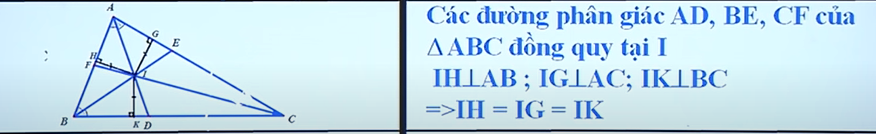 A
G
E
H
F
I
B
K
D
C
Các đường phân giác AD, BE, CF của
ΔABC đồng quy tại I
IH⊥AB ; IG⊥AC; IK⊥BC
=>IH = IG = IK